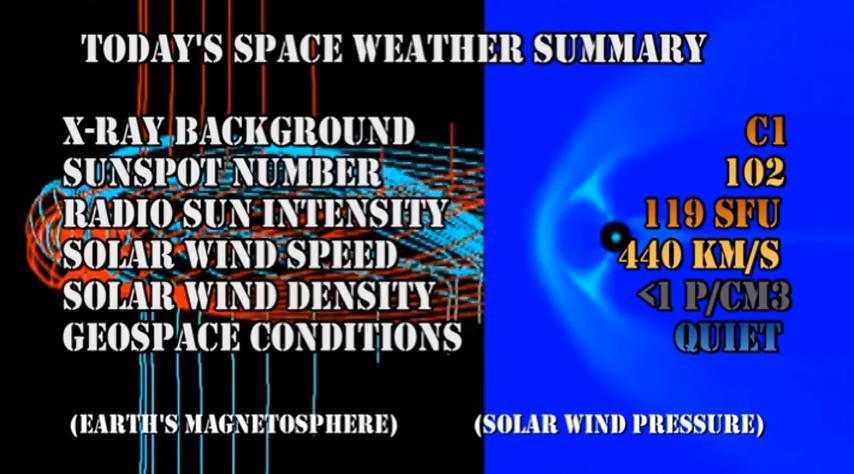 TODAY'S SPACE WEATHER SUMMARY
X-RAY BACKGROUND C1
SUNSPOT NUMBER 102
RADIO SUN INTENSITY 119 SFU
SOLAR WIND SPEED 440 KM/S
SOLAR WIND DENSITY <1 P/CM3
GEOSPACE CONDITIONS QUIET
(EARTH'S MAGNETOSPHERE) (SOLAR WIND PRESSURE)